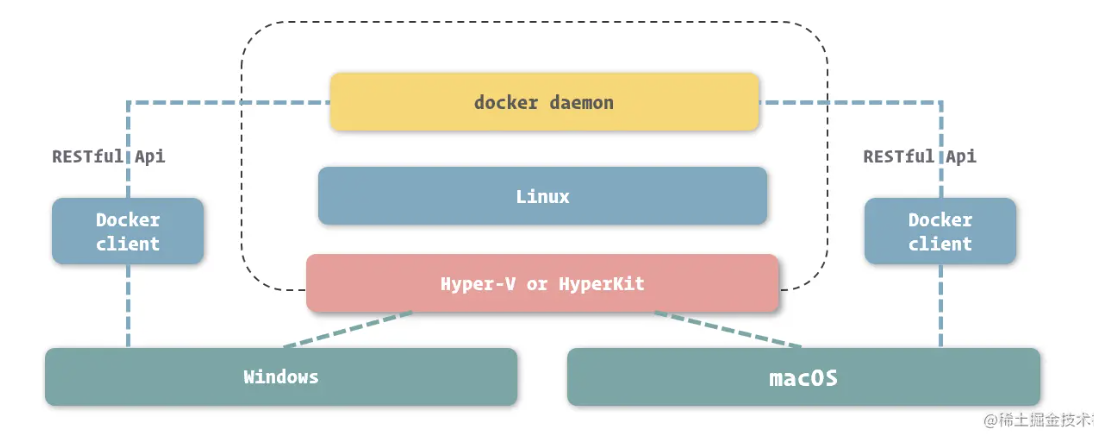 docker daemon
RESTful Api
RESTful Api
Linux
Docker
client
Docker
client
Hyper-V or HyperKit
Windows
macOS
@稀土掘金技术